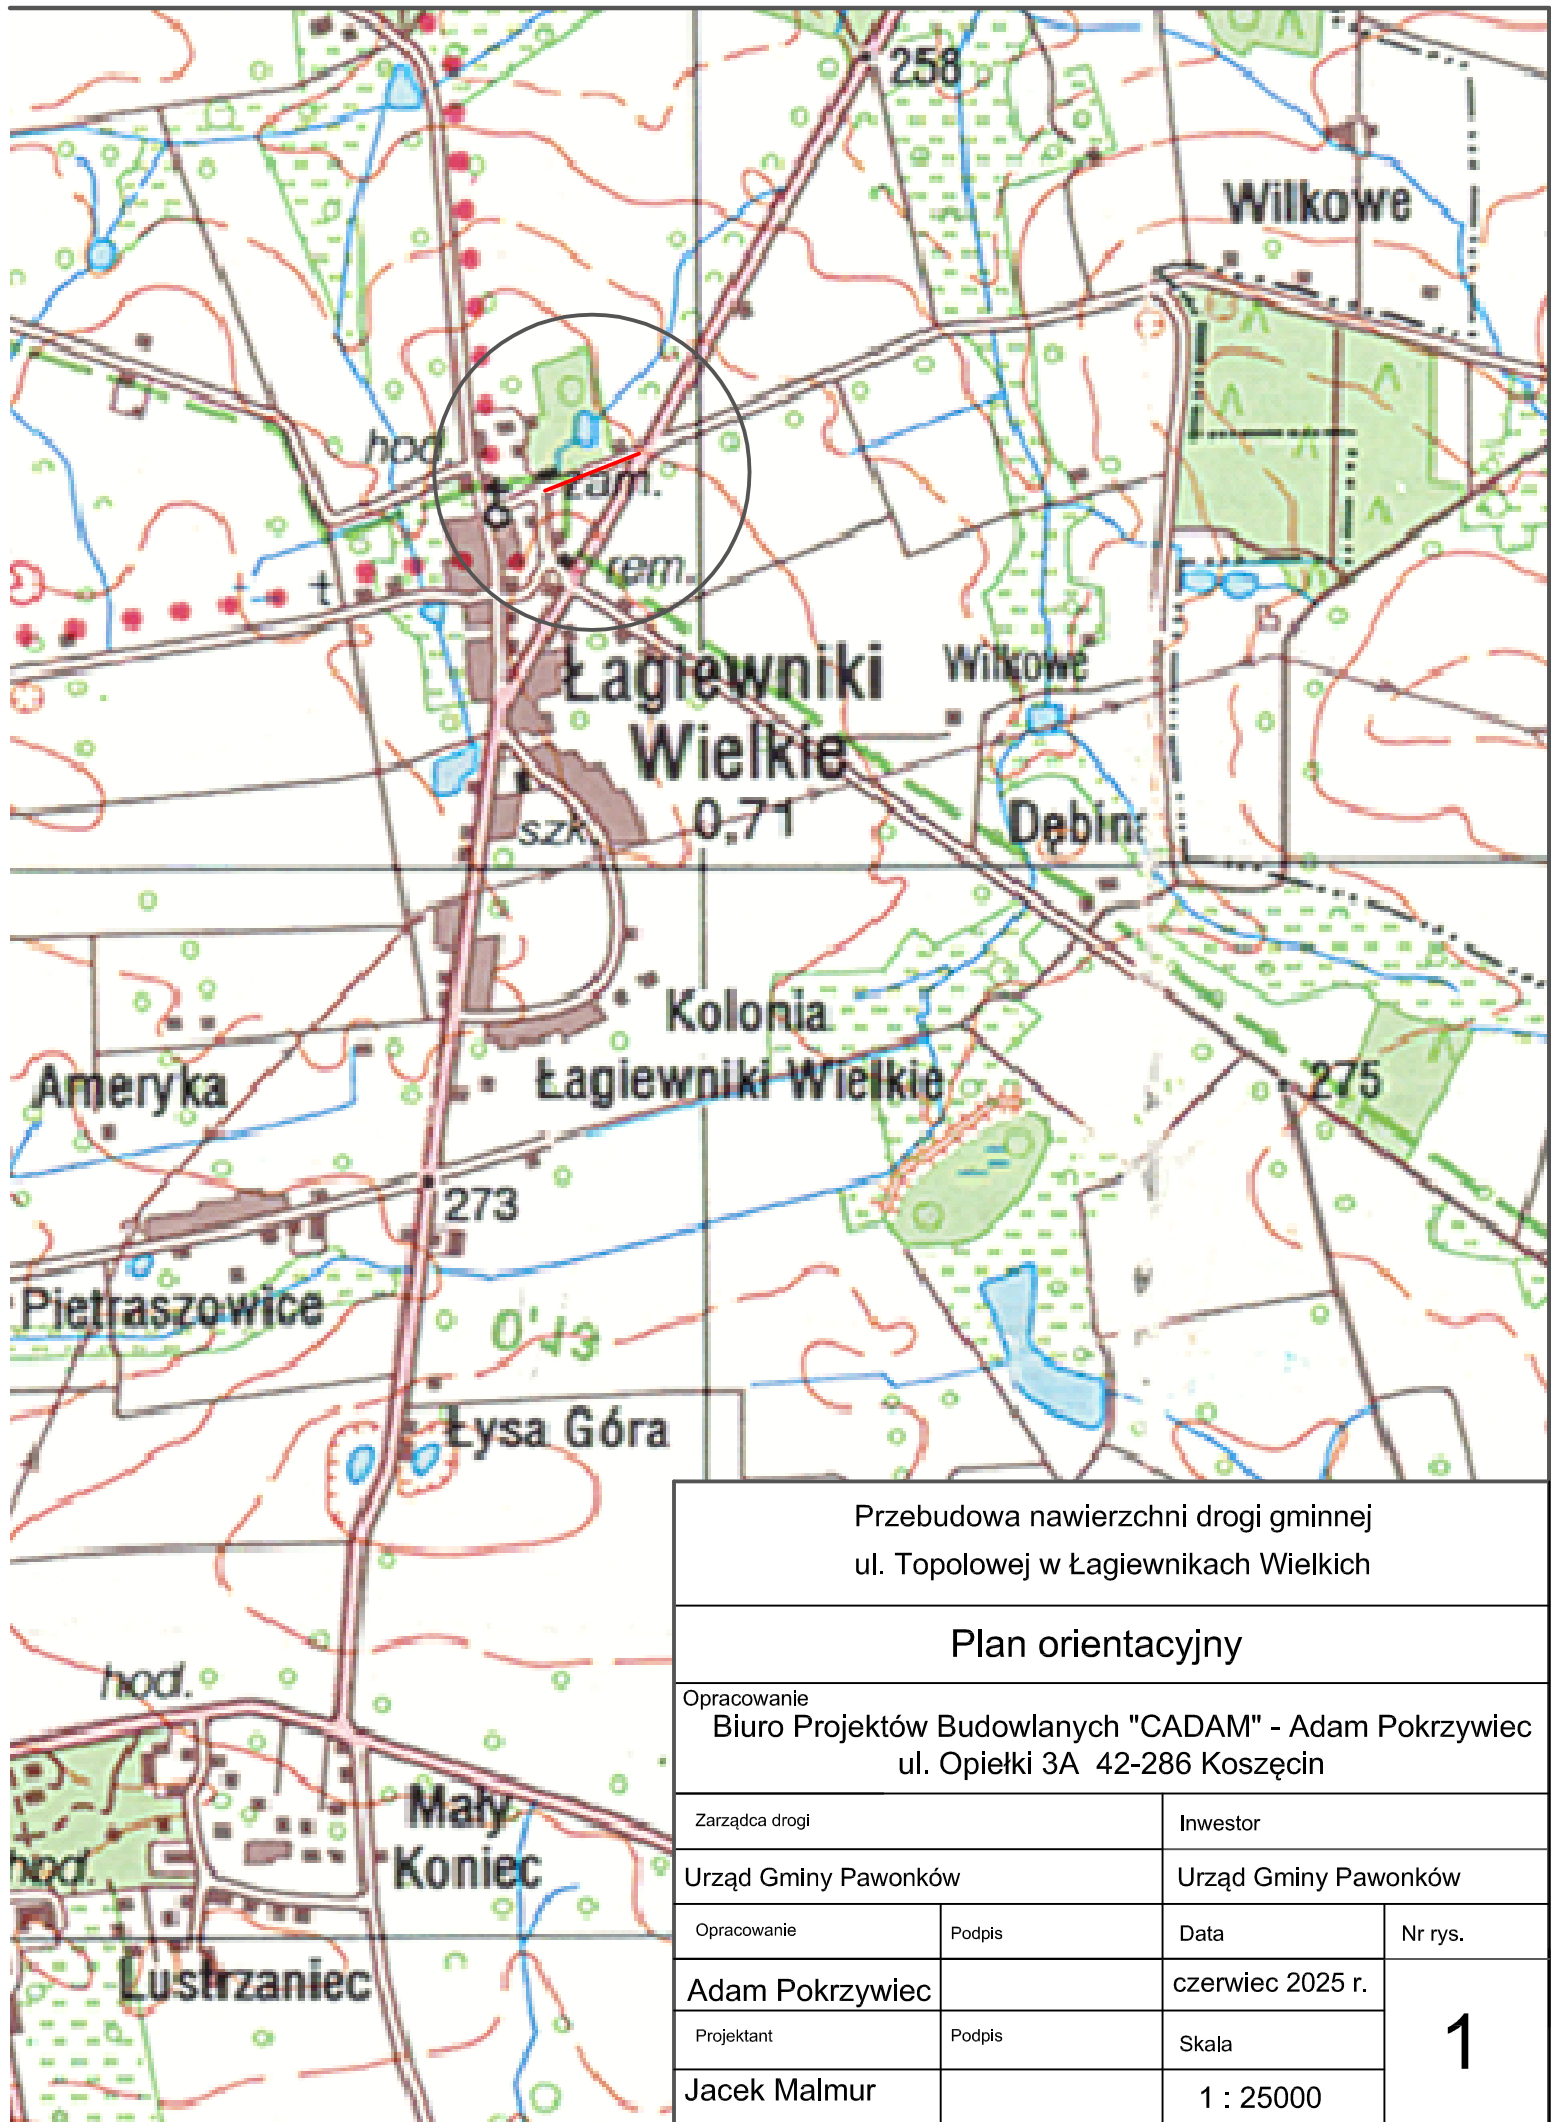 258
Wilkowe
hod.
zam.
rem.
Łagiewniki
Wielkie
0,71
Wilkowe
szk.
Kolonia
Łagiewniki Wielkie
Ameryka
275
273
Pietraszowice
Łysa Góra
hod.
Mały
Koniec
hod.
Lustrzaniec
Przebudowa nawierzchni drogi gminnej
ul. Topolowej w Łagiewnikach Wielkich
Plan orientacyjny
Opracowanie
Biuro Projektów Budowlanych "CADAM" - Adam Pokrzywiec
ul. Opiełki 3A 42-286 Koszęcin
Zarządca drogi
Inwestor
Urząd Gminy Pawonków
Urząd Gminy Pawonków
Opracowanie
Podpis
Data
Nr rys.
Adam Pokrzywiec
czerwiec 2025 r.
1
Projektant
Podpis
Skala
Jacek Malmur
1 : 25000